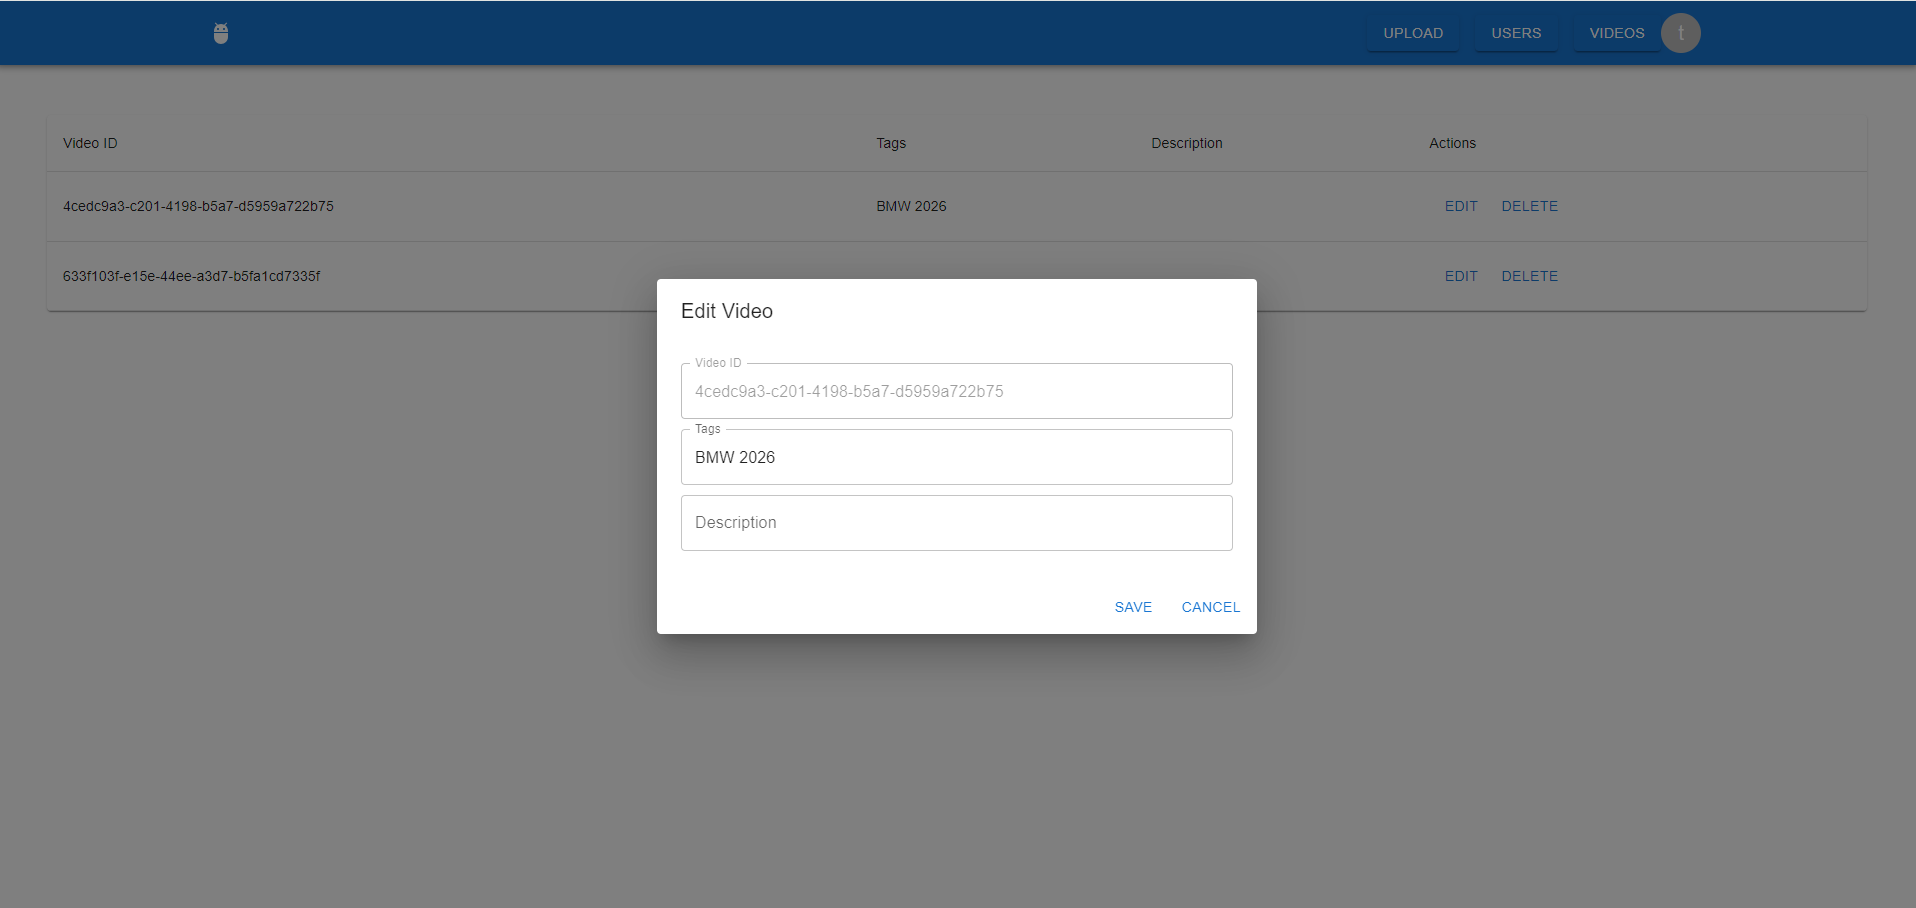 UPLOAD USERS VIDEOS t
Video ID Tags Description Actions
4cedc9a3-c201-4198-b5a7-d5959a722b75 BMW 2026 EDIT DELETE
633f103f-e15e-44ee-a3d7-b5fa1cd7335f EDIT DELETE
Edit Video
Video ID
4cedc9a3-c201-4198-b5a7-d5959a722b75
Tags
BMW 2026
Description
SAVE CANCEL